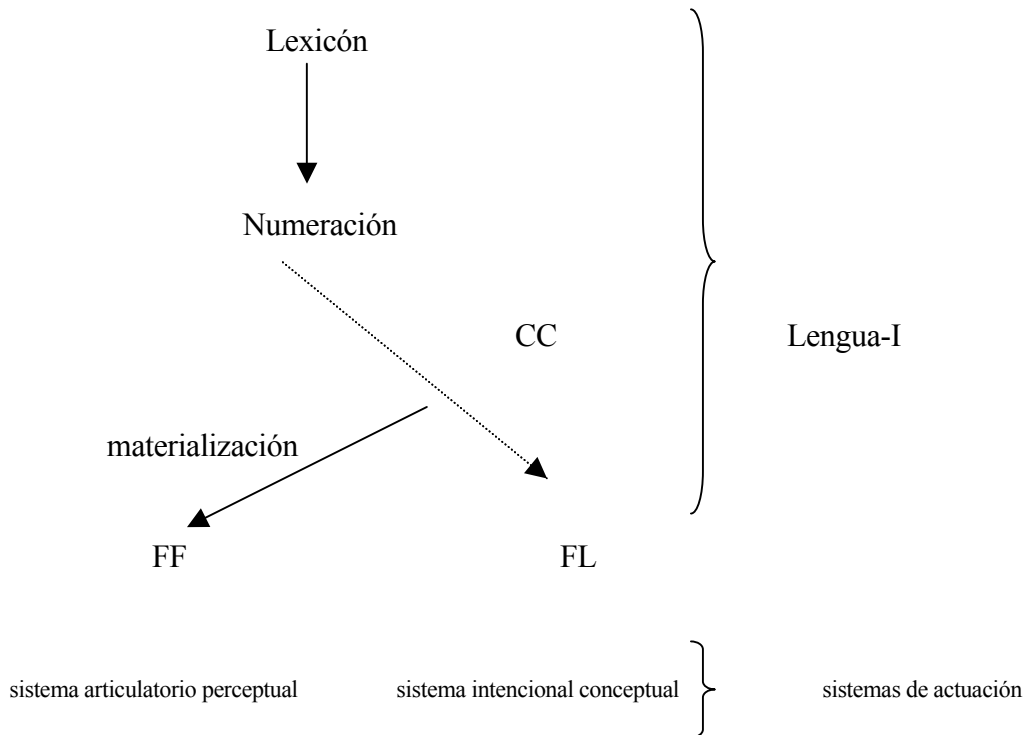 Lexicón
Numeración
CC
Lengua-I
materialización
FF
FL
sistema articulatorio perceptual
sistema intencional conceptual
sistemas de actuación